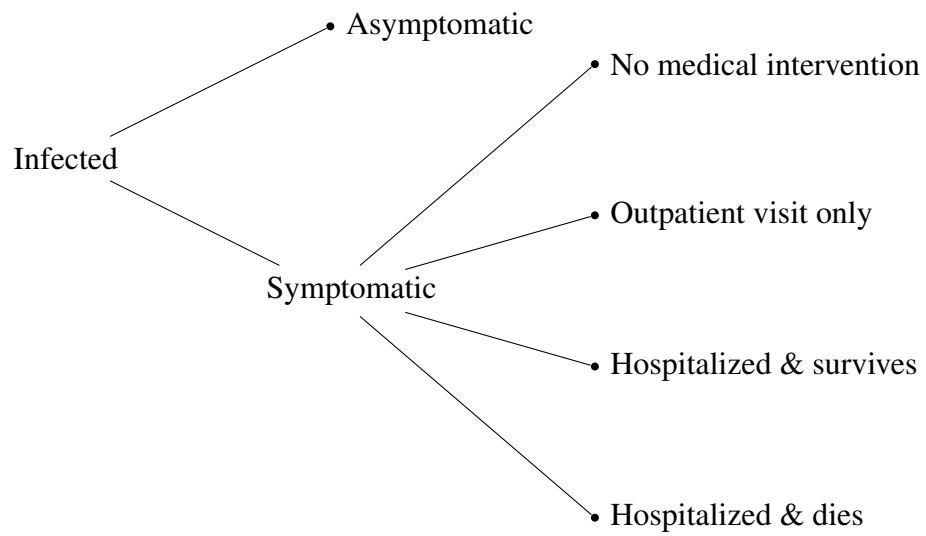 Asymptomatic
No medical intervention
Infected
Outpatient visit only
Symptomatic
Hospitalized & survives
Hospitalized & dies